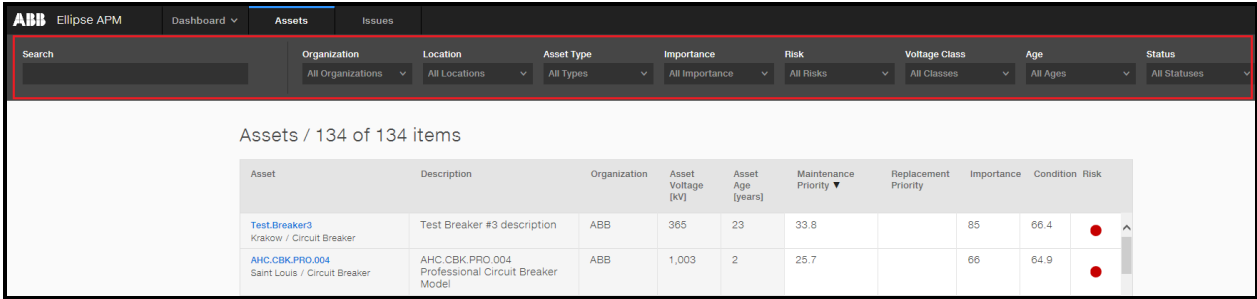 ABB Ellipse APM Dashboard Assets Issues
Search Organization Location Asset Type Importance Risk Voltage Class Age Status
All Organizations All Locations All Types All Importance All Risks All Classes All Ages All Statuses
Assets / 134 of 134 items
Asset Description Organization Asset Maintenance Replacement Importance Condition Risk
Voltage Age Priority ▼ Priority
[kV] [years]
Test.Breaker3 Test Breaker #3 description ABB 365 23 33.8 85 66.4
Krakow / Circuit Breaker
AHC.CBK.PRO.004 AHC.CBK.PRO.004 ABB 1,003 2 25.7 66 64.9
Saint Louis / Circuit Breaker Professional Circuit Breaker
Model